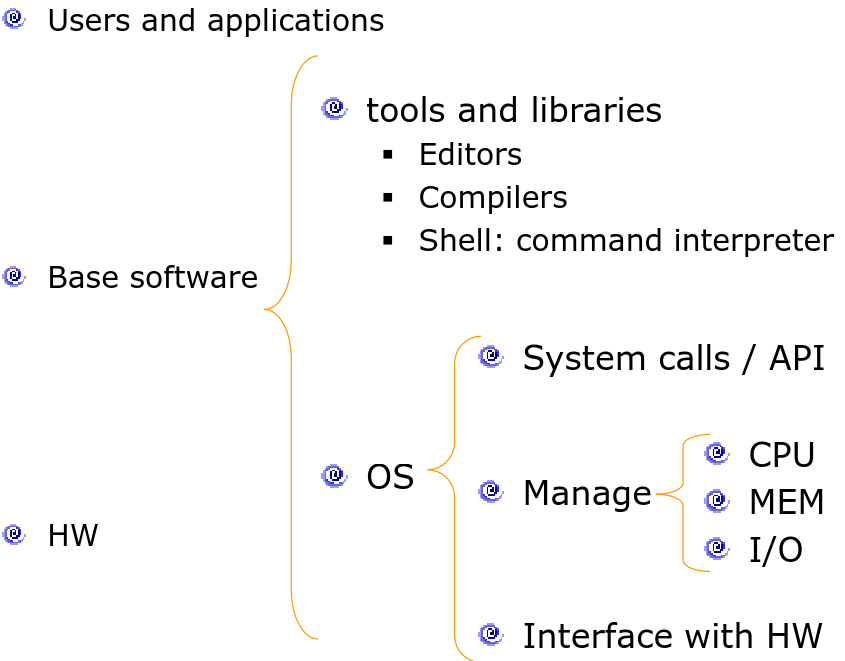 Users and applications
Base software
tools and libraries
Editors
Compilers
Shell: command interpreter
OS
System calls / API
Manage
CPU
MEM
I/O
Interface with HW
HW